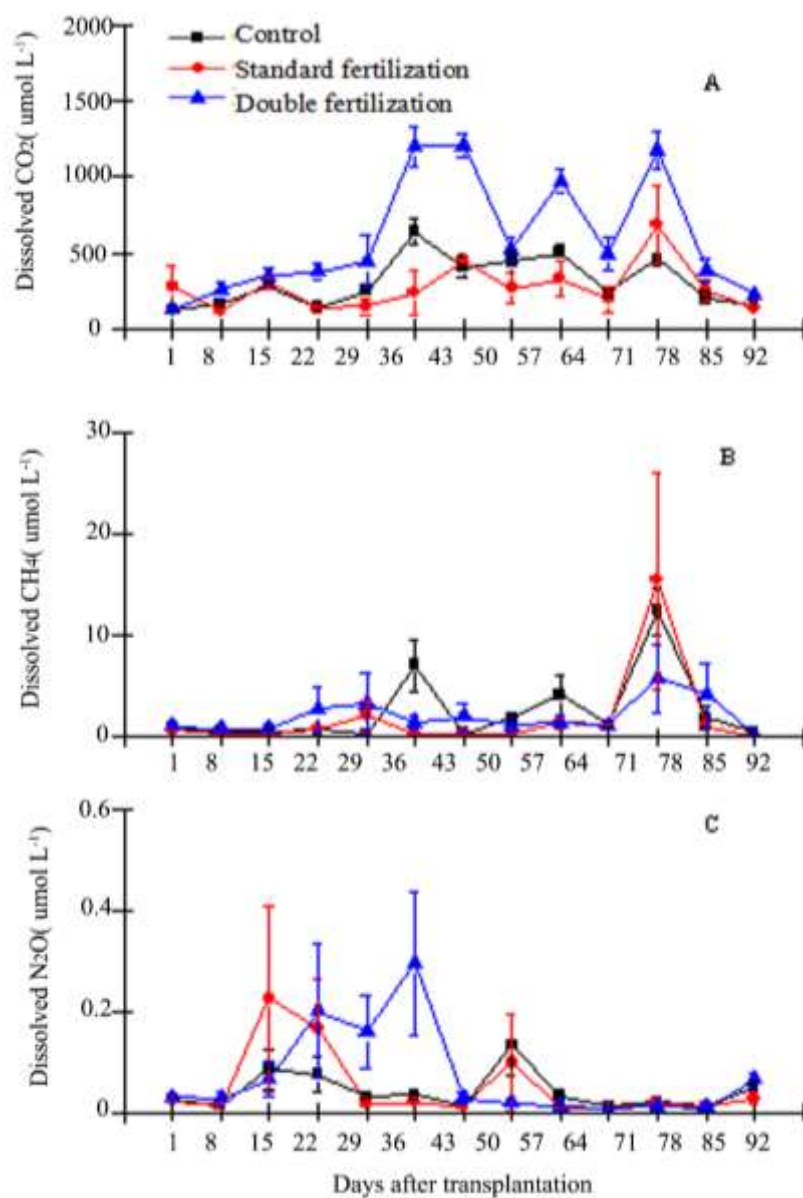 2000
1500
1000
500
0
Dissolved CO2( umol L-1)
Control
Standard fertilization
Double fertilization
A
1 8 15 22 29 36 43 50 57 64 71 78 85 92
30
20
10
0
Dissolved CH4( umol L-1)
B
1 8 15 22 29 36 43 50 57 64 71 78 85 92
0.6
0.4
0.2
0
Dissolved N2O( umol L-1)
C
1 8 15 22 29 36 43 50 57 64 71 78 85 92
Days after transplantation